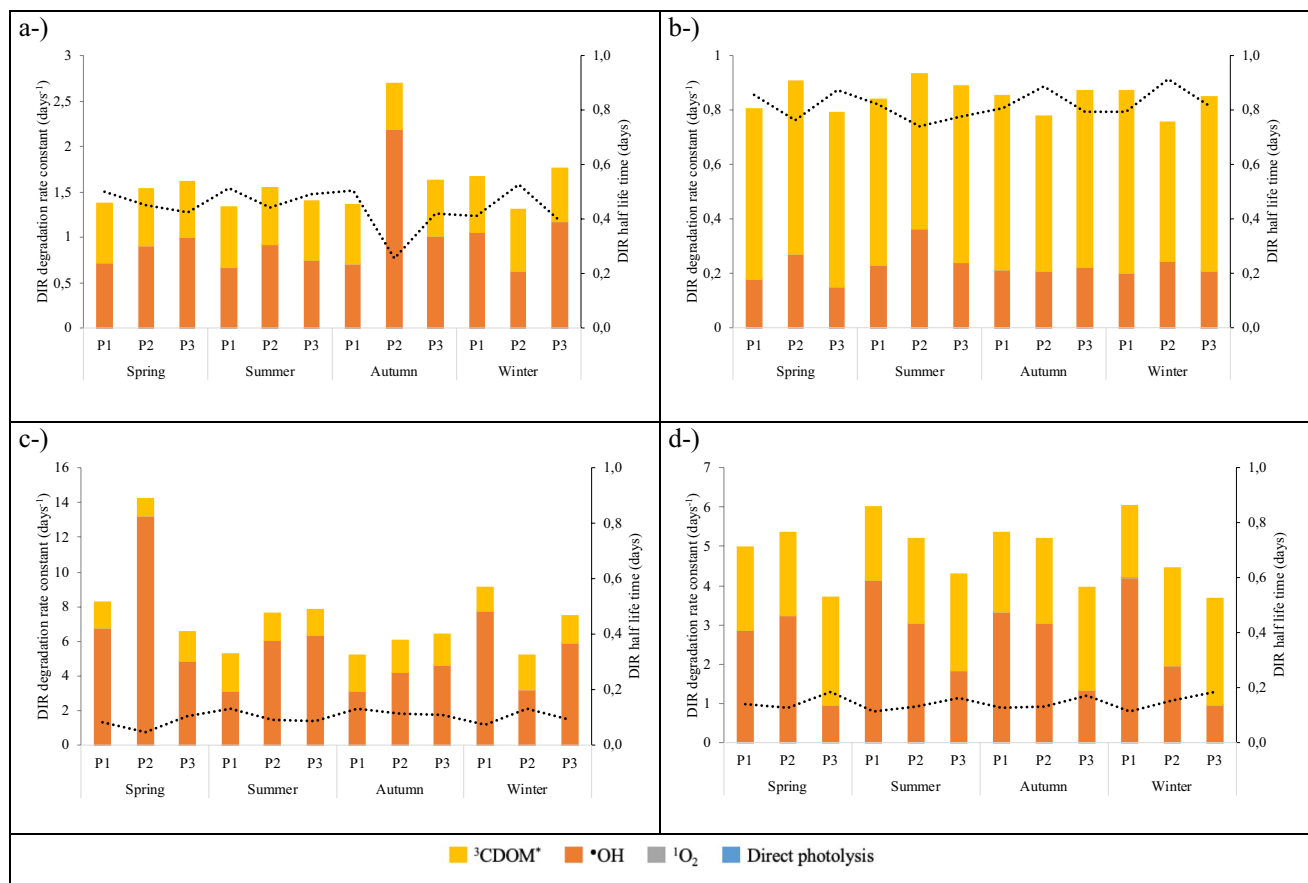 a-)
DIR degradation rate constant (days⁻¹)
3
2,5
2
1,5
1
0,5
0
1,0
0,8
0,6
0,4
0,2
0,0
DIR half life time (days)
P1 P2 P3 P1 P2 P3 P1 P2 P3 P1 P2 P3
Spring Summer Autumn Winter
b-)
DIR degradation rate constant (days⁻¹)
1
0,8
0,6
0,4
0,2
0
1,0
0,8
0,6
0,4
0,2
0,0
DIR half life time (days)
P1 P2 P3 P1 P2 P3 P1 P2 P3 P1 P2 P3
Spring Summer Autumn Winter
c-)
DIR degradation rate constant (days⁻¹)
16
14
12
10
8
6
4
2
0
1,0
0,8
0,6
0,4
0,2
0,0
DIR half life time (days)
P1 P2 P3 P1 P2 P3 P1 P2 P3 P1 P2 P3
Spring Summer Autumn Winter
d-)
DIR degradation rate constant (days⁻¹)
7
6
5
4
3
2
1
0
1,0
0,8
0,6
0,4
0,2
0,0
DIR half life time (days)
P1 P2 P3 P1 P2 P3 P1 P2 P3 P1 P2 P3
Spring Summer Autumn Winter
³CDOM* •OH ¹O₂ Direct photolysis